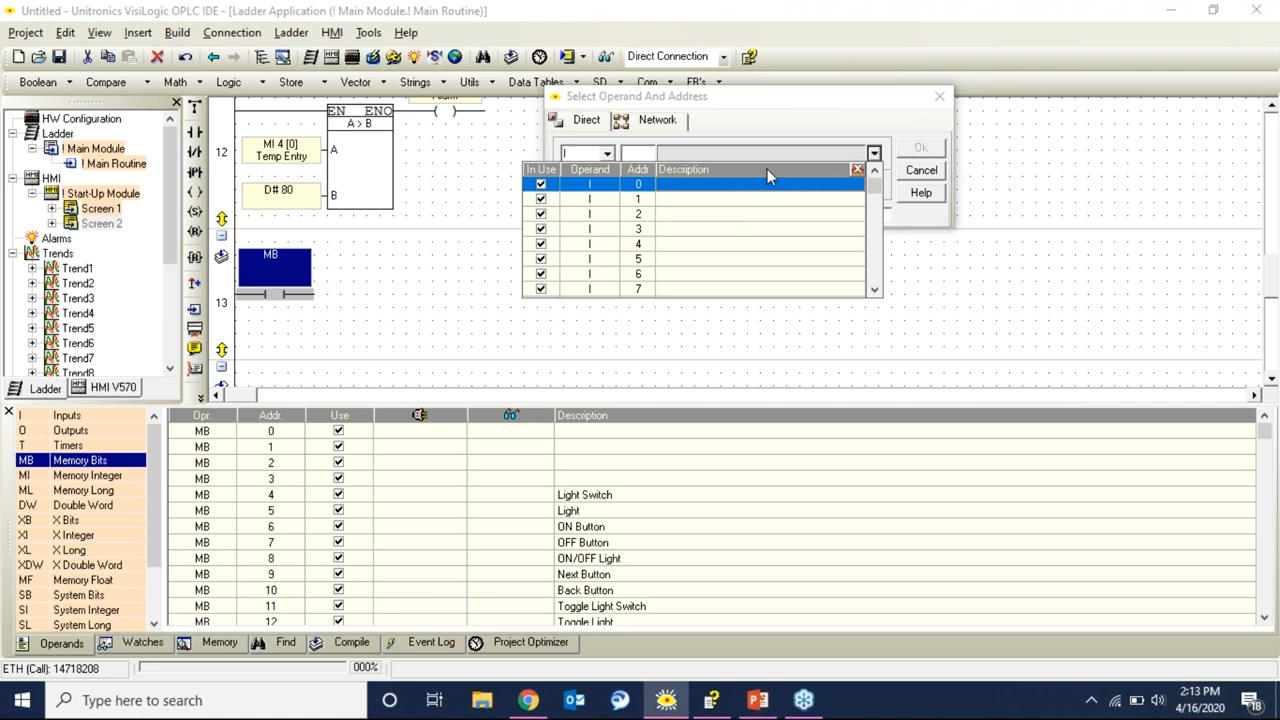 Untitled - Unitronics VisiLogic OPLC IDE - [Ladder Application (! Main Module.! Main Routine)]
Project Edit View Insert Build Connection Ladder HMI Tools Help
Direct Connection
Boolean Compare Math Logic Store Vector Strings Utils Data Tables SD Com FB's
HW Configuration
Ladder
! Main Module
! Main Routine
HMI
! Start-Up Module
Screen 1
Screen 2
Alarms
Trends
Trend1
Trend2
Trend3
Trend4
Trend5
Trend6
Trend7
Trend8
Ladder HMI V570
EN ENO
A > B
12
MI 4 [0]
Temp Entry
A
D# 80
B
MB
13
Select Operand And Address
Direct Network
I
Ok
Cancel
Help
In Use Operand Addr Description
I 0
I 1
I 2
I 3
I 4
I 5
I 6
I 7
I Inputs
O Outputs
T Timers
MB Memory Bits
MI Memory Integer
ML Memory Long
DW Double Word
XB X Bits
XI X Integer
XL X Long
XDW X Double Word
MF Memory Float
SB System Bits
SI System Integer
SL System Long
Opr. Addr. Use Description
MB 0
MB 1
MB 2
MB 3
MB 4 Light Switch
MB 5 Light
MB 6 ON Button
MB 7 OFF Button
MB 8 ON/OFF Light
MB 9 Next Button
MB 10 Back Button
MB 11 Toggle Light Switch
MB 12 Toggle Light
Operands Watches Memory Find Compile Event Log Project Optimizer
ETH (Call): 14718208 000%
Type here to search
2:13 PM
4/16/2020
18